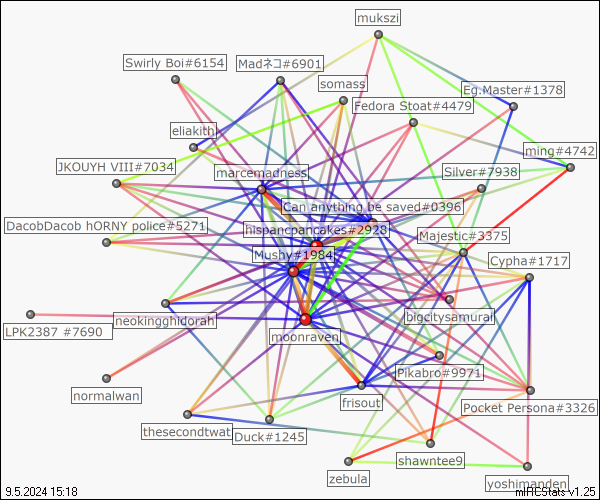 mukszi
Swirly Boi#6154
Madネコ#6901
somass
Eg.Master#1378
Fedora Stoat#4479
eliakith
ming#4742
JKOUYH VIII#7034
marcemadness
Silver#7938
Can anything be saved#0396
DacobDacob hORNY police#5271
hispancpancakes#2928
Majestic#3375
Mushy#1984
Cypha#1717
LPK2387 #7690
neokingghidorah
bigcitysamurai
moonraven
Pikabro#9971
normalwan
frisout
Pocket Persona#3326
thesecondtwat
Duck#1245
shawntee9
zebula
yoshimanden
9.5.2024 15:18
mIRCStats v1.25